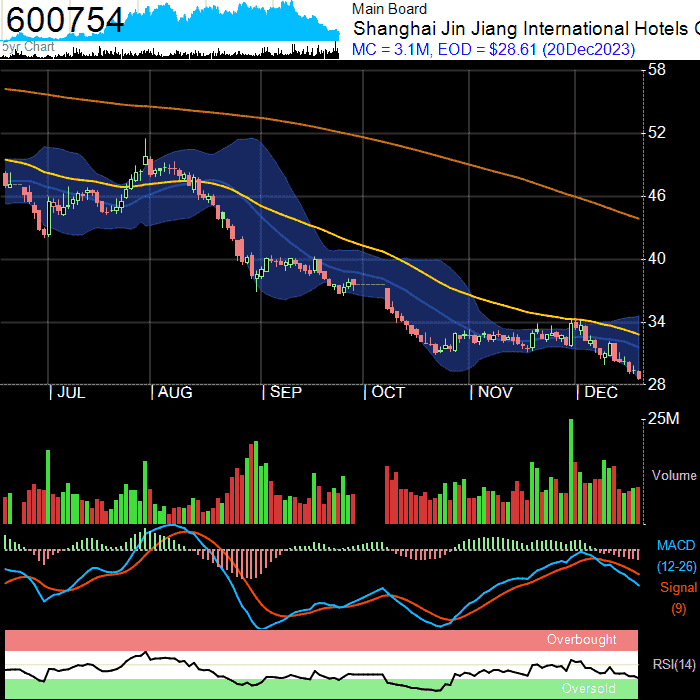 600754
5yr Chart
Main Board
Shanghai Jin Jiang International Hotels
MC = 3.1M, EOD = $28.61 (20Dec2023)
58
52
46
40
34
28
JUL AUG SEP OCT NOV DEC
25M
Volume
MACD
(12-26)
Signal
(9)
Overbought
RSI(14)
Oversold